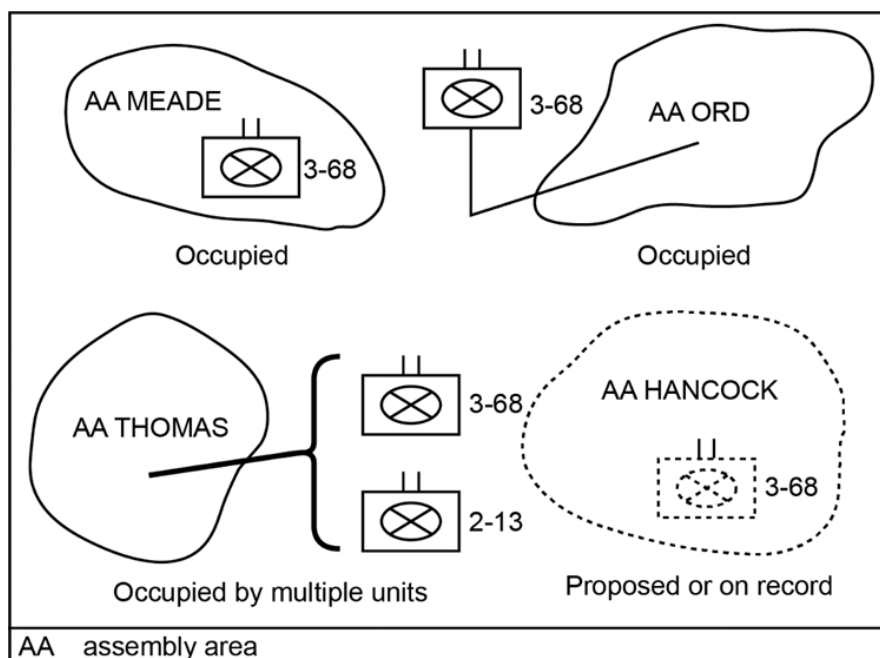 AA MEADE
3-68
Occupied
3-68
AA ORD
Occupied
AA THOMAS
3-68
2-13
Occupied by multiple units
AA HANCOCK
3-68
Proposed or on record
AA assembly area